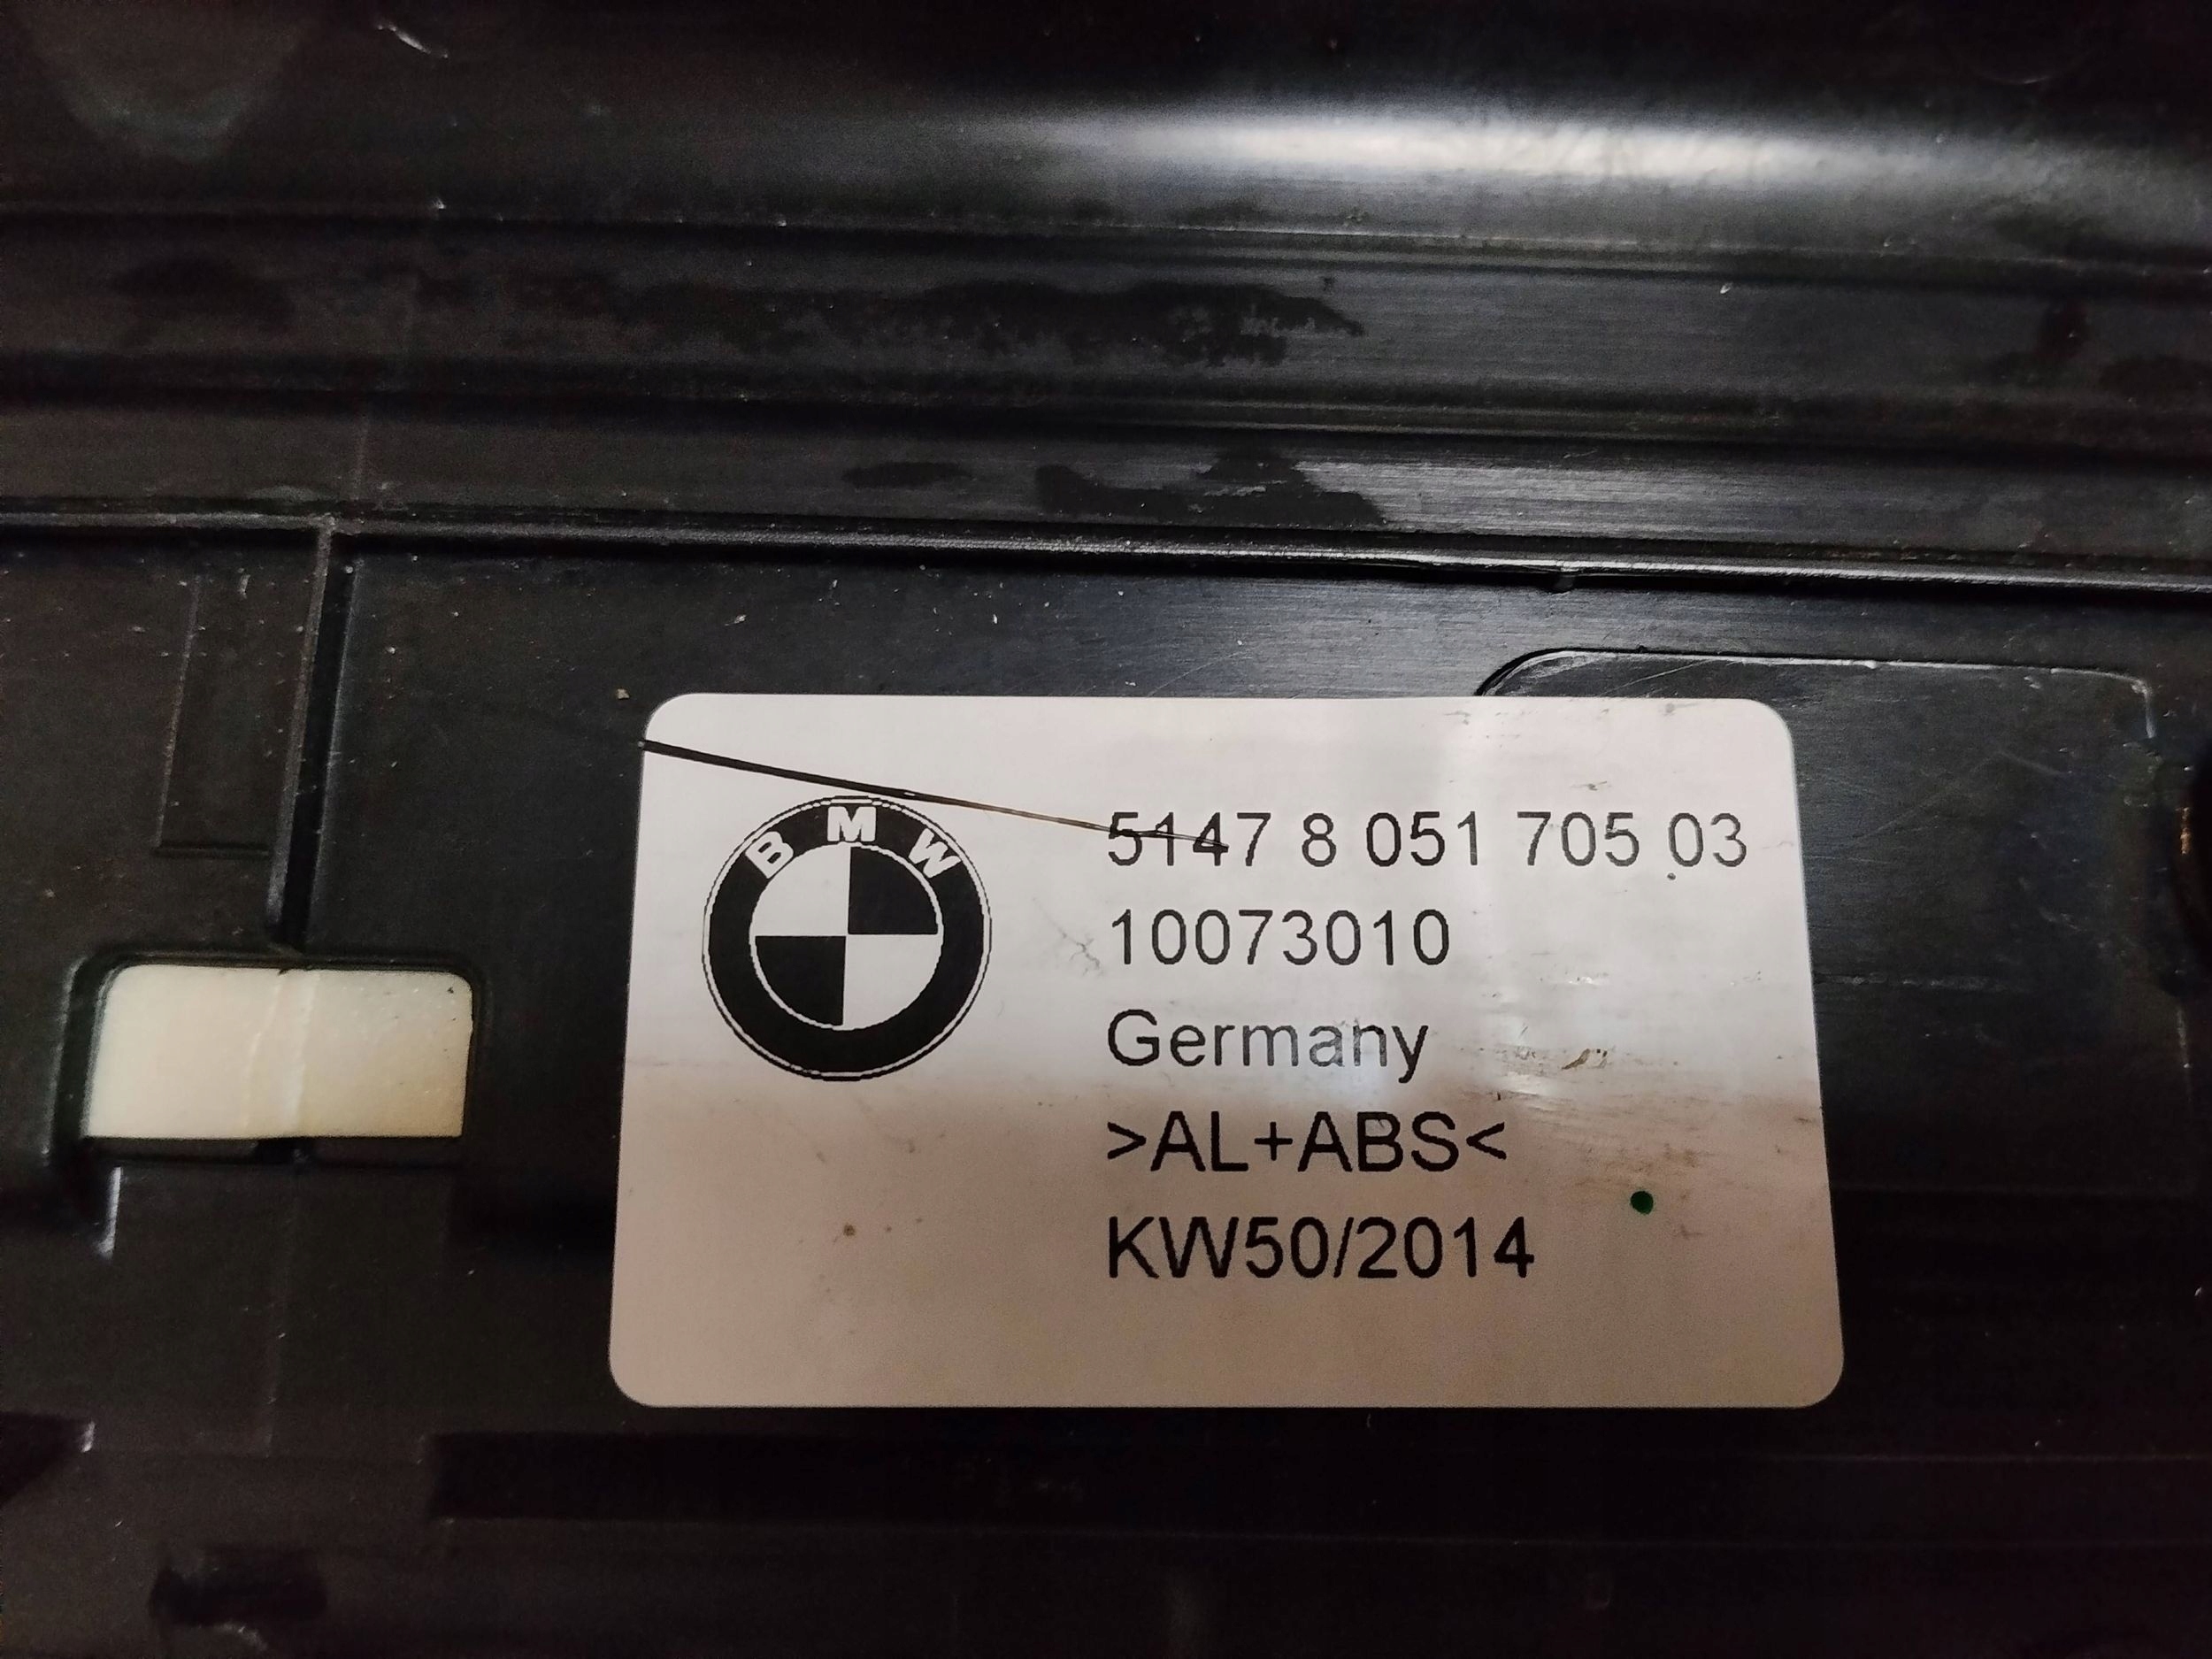 BMW
5147 8 051 705 03
10073010
Germany
>AL+ABS<
KW50/2014